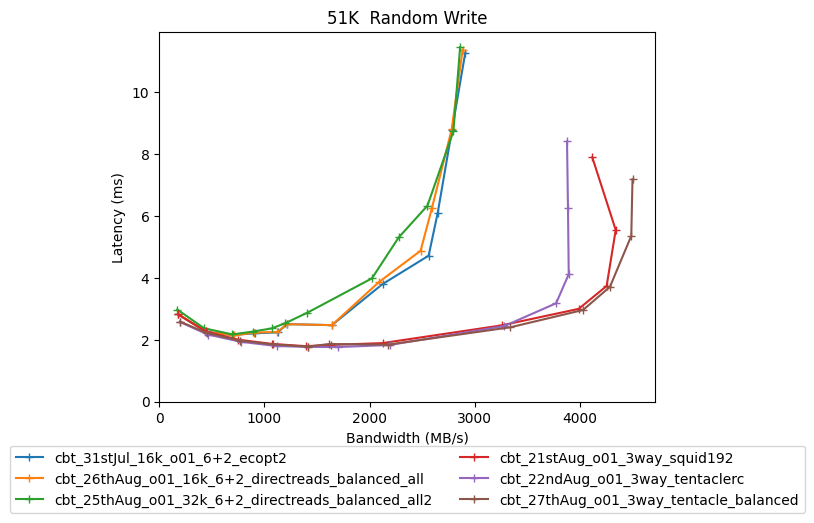 51K  Random Write
Latency (ms)
10
8
6
4
2
0
0 1000 2000 3000 4000
Bandwidth (MB/s)
cbt_31stJul_16k_o01_6+2_ecopt2
cbt_26thAug_o01_16k_6+2_directreads_balanced_all
cbt_25thAug_o01_32k_6+2_directreads_balanced_all2
cbt_21stAug_o01_3way_squid192
cbt_22ndAug_o01_3way_tentaclerc
cbt_27thAug_o01_3way_tentacle_balanced